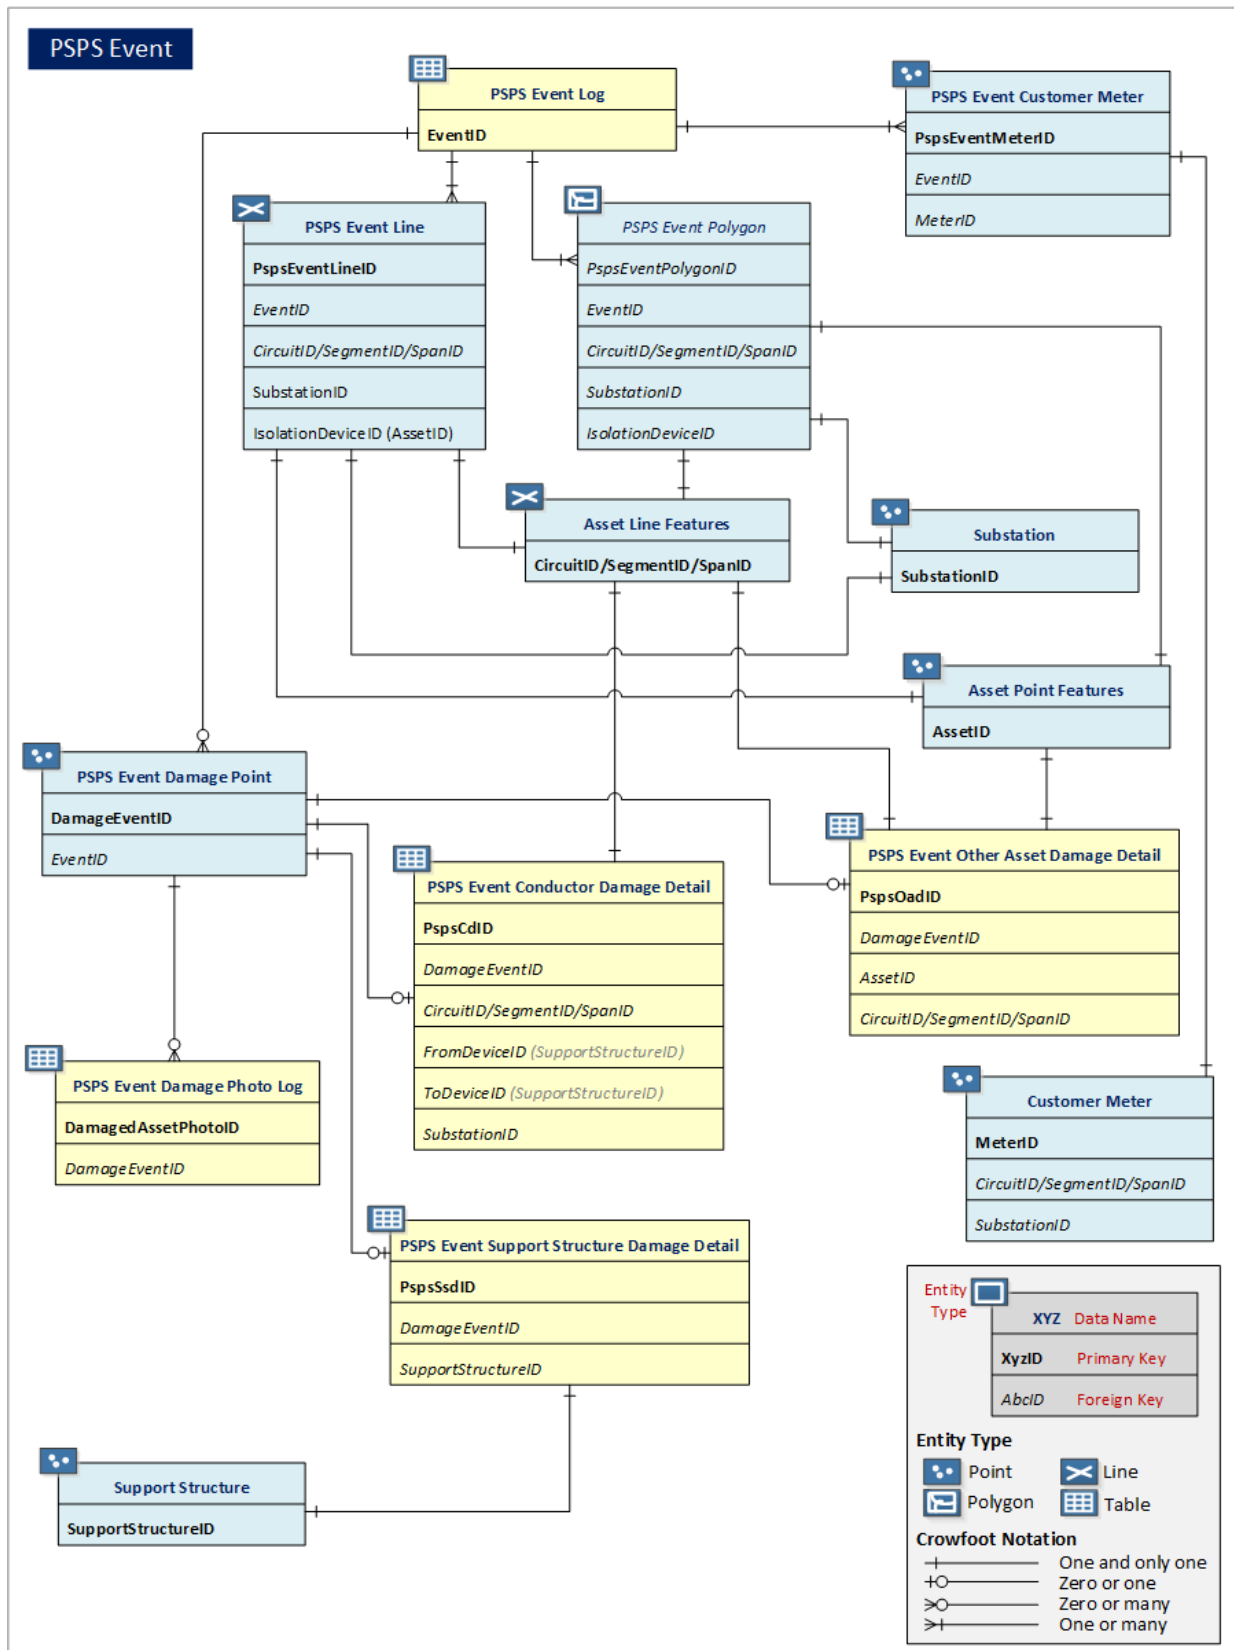 PSPS Event
PSPS Event Log
EventID
PSPS Event Customer Meter
PspsEventMeterID
EventID
MeterID
PSPS Event Line
PspsEventLineID
EventID
CircuitID/SegmentID/SpanID
SubstationID
IsolationDeviceID (AssetID)
PSPS Event Polygon
PspsEventPolygonID
EventID
CircuitID/SegmentID/SpanID
SubstationID
IsolationDeviceID
Asset Line Features
CircuitID/SegmentID/SpanID
Substation
SubstationID
Asset Point Features
AssetID
PSPS Event Damage Point
DamageEventID
EventID
PSPS Event Conductor Damage Detail
PspsCdID
DamageEventID
CircuitID/SegmentID/SpanID
FromDeviceID (SupportStructureID)
ToDeviceID (SupportStructureID)
SubstationID
PSPS Event Other Asset Damage Detail
PspsOadID
DamageEventID
AssetID
CircuitID/SegmentID/SpanID
PSPS Event Damage Photo Log
DamagedAssetPhotoID
DamageEventID
Customer Meter
MeterID
CircuitID/SegmentID/SpanID
SubstationID
PSPS Event Support Structure Damage Detail
PspsSsdID
DamageEventID
SupportStructureID
Support Structure
SupportStructureID
Entity
Type
XYZ Data Name
XyzID Primary Key
AbcID Foreign Key
Entity Type
Point
Line
Polygon
Table
Crowfoot Notation
One and only one
Zero or one
Zero or many
One or many